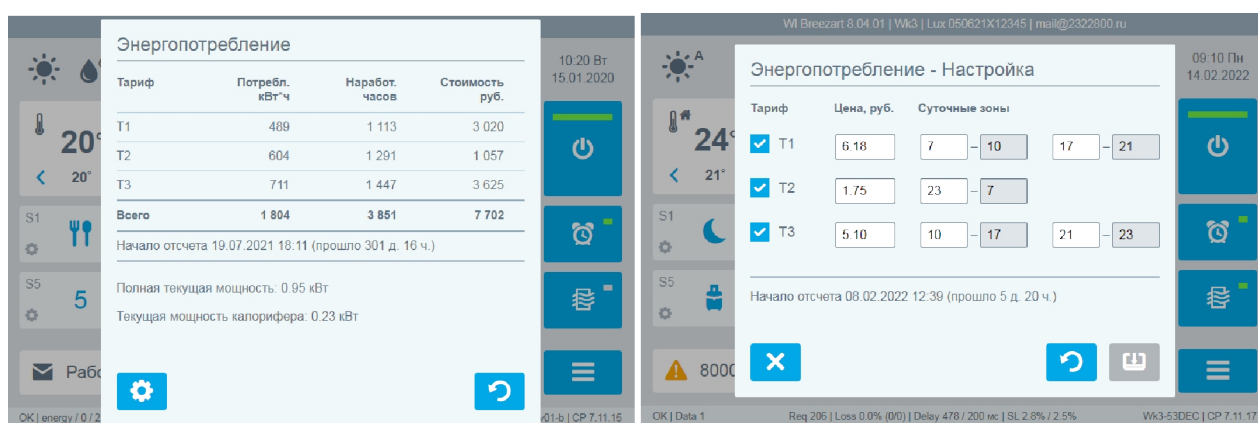 Энергопотребление
10:20 Вт
15.01.2020
Тариф Потребл. кВт*ч Наработ. часов Стоимость руб.
T1 489 1 113 3 020
T2 604 1 291 1 057
T3 711 1 447 3 625
Всего 1 804 3 851 7 702
Начало отсчета 19.07.2021 18:11 (прошло 301 д. 16 ч.)
Полная текущая мощность: 0.95 кВт
Текущая мощность калорифера: 0.23 кВт
20°
20°
S1
S5
5
OK | energy / 0 / 2
CP 7.11.15
WI Breezart 8.04.01 | Wk3 | Lux 050621X12345 | mail@2322800.ru
A
09:10 Пн
14.02.2022
Энергопотребление - Настройка
Тариф Цена, руб. Суточные зоны
T1 6.18 7 – 10 17 – 21
T2 1.75 23 – 7
T3 5.10 10 – 17 21 – 23
Начало отсчета 08.02.2022 12:39 (прошло 5 д. 20 ч.)
24°
21°
S1
S5
OK | Data 1 Req 206 | Loss 0.0% (0/0) | Delay 478 / 200 мс | SL 2.8% / 2.5% Wk3-53DEC | CP 7.11.17